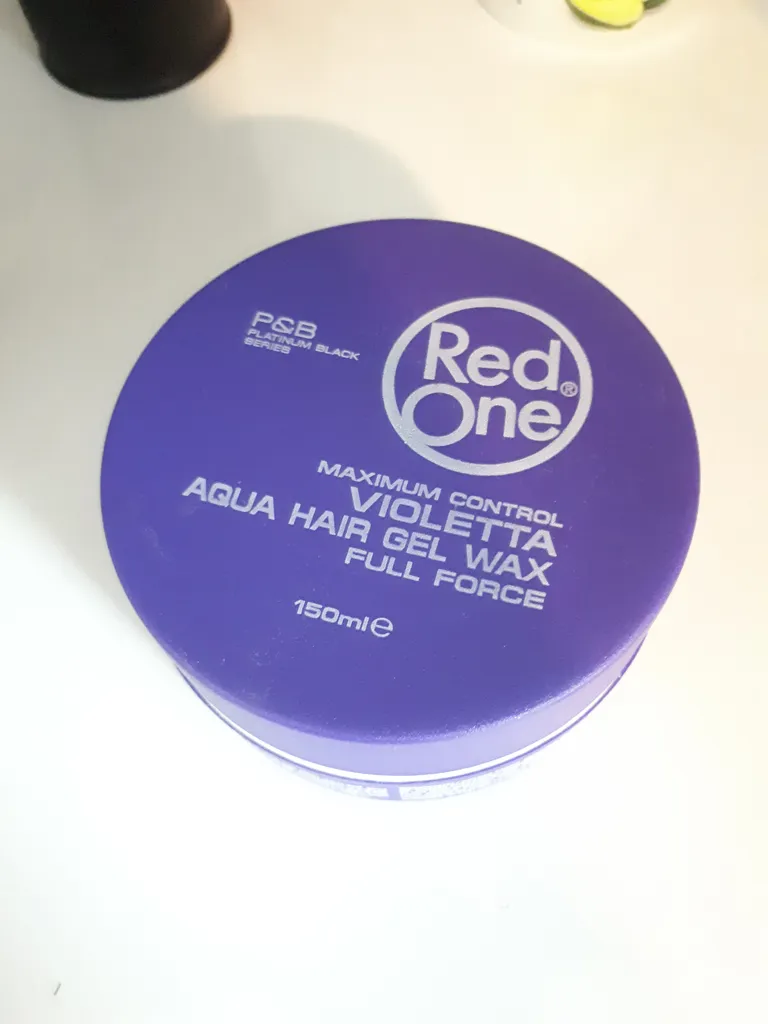 P&B
PLATINUM BLACK
SERIES
Red®
One
MAXIMUM CONTROL
VIOLETTA
AQUA HAIR GEL WAX
FULL FORCE
150ml℮